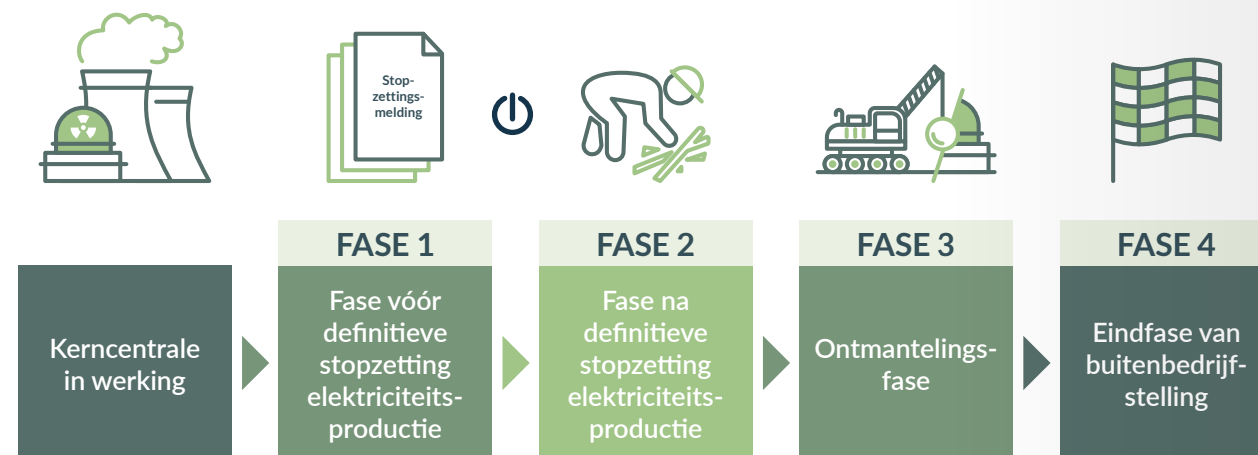 Stop-
zettings-
melding
Kerncentrale
in werking
FASE 1
Fase vóór
definitieve
stopzetting
elektriciteits-
productie
FASE 2
Fase na
definitieve
stopzetting
elektriciteits-
productie
FASE 3
Ontmantelings-
fase
FASE 4
Eindfase van
buitenbedrijf-
stelling